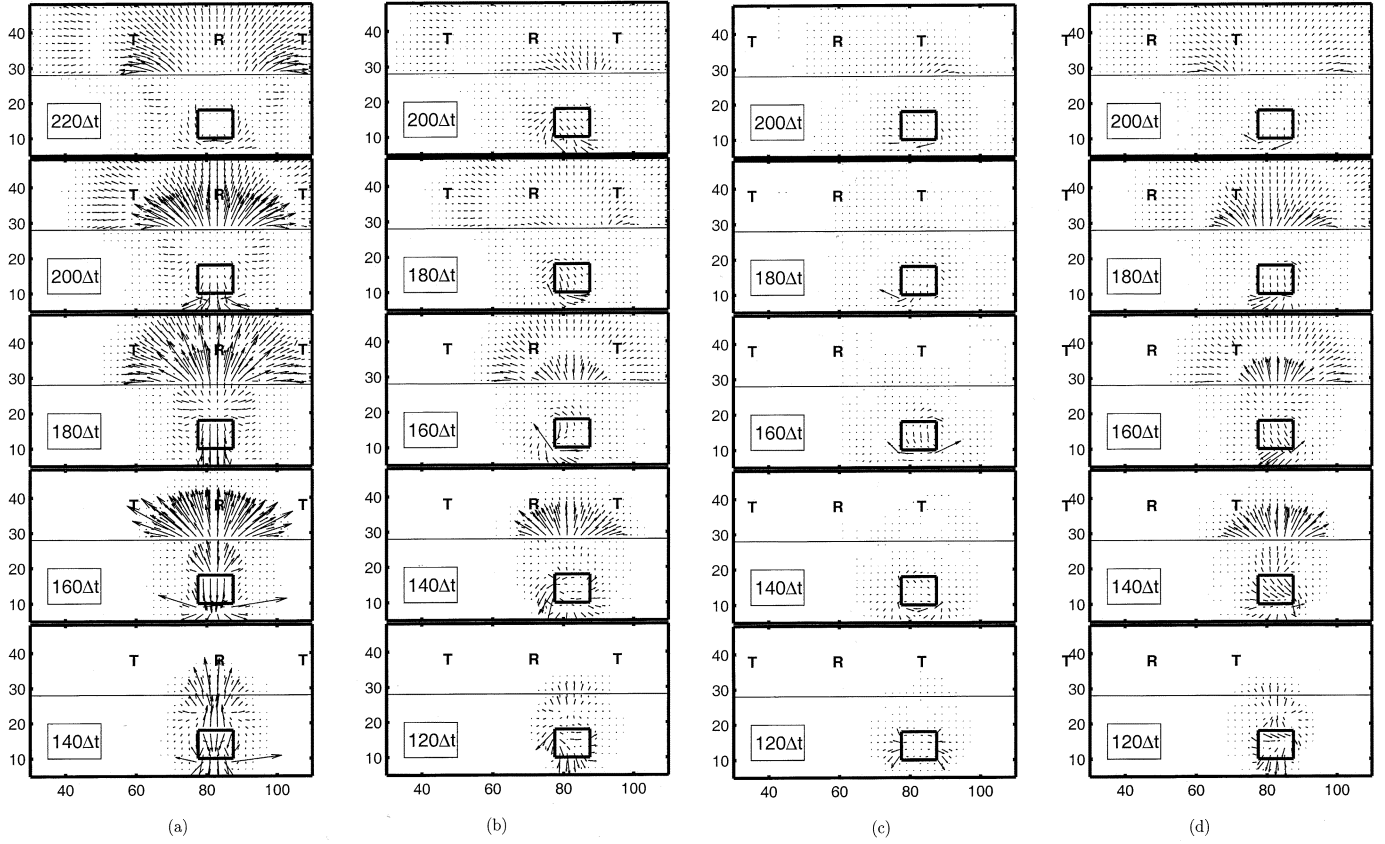 40 T R T 40 T R T 40 T R T 40 T R T
30 30 30 30
20 220Δt 20 200Δt 20 200Δt 20 200Δt
10 10 10 10
40 T R T 40 T R T 40 T R T 40 T R T
30 30 30 30
20 200Δt 20 180Δt 20 180Δt 20 180Δt
10 10 10 10
40 T R T 40 T R T 40 T R T 40 T R T
30 30 30 30
20 180Δt 20 160Δt 20 160Δt 20 160Δt
10 10 10 10
40 T R T 40 T R T 40 T R T 40 T R T
30 30 30 30
20 160Δt 20 140Δt 20 140Δt 20 140Δt
10 10 10 10
40 T R T 40 T R T 40 T R T 40 T R T
30 30 30 30
20 140Δt 20 120Δt 20 120Δt 20 120Δt
10 10 10 10
40 60 80 100 40 60 80 100 40 60 80 100 40 60 80 100
(a) (b) (c) (d)